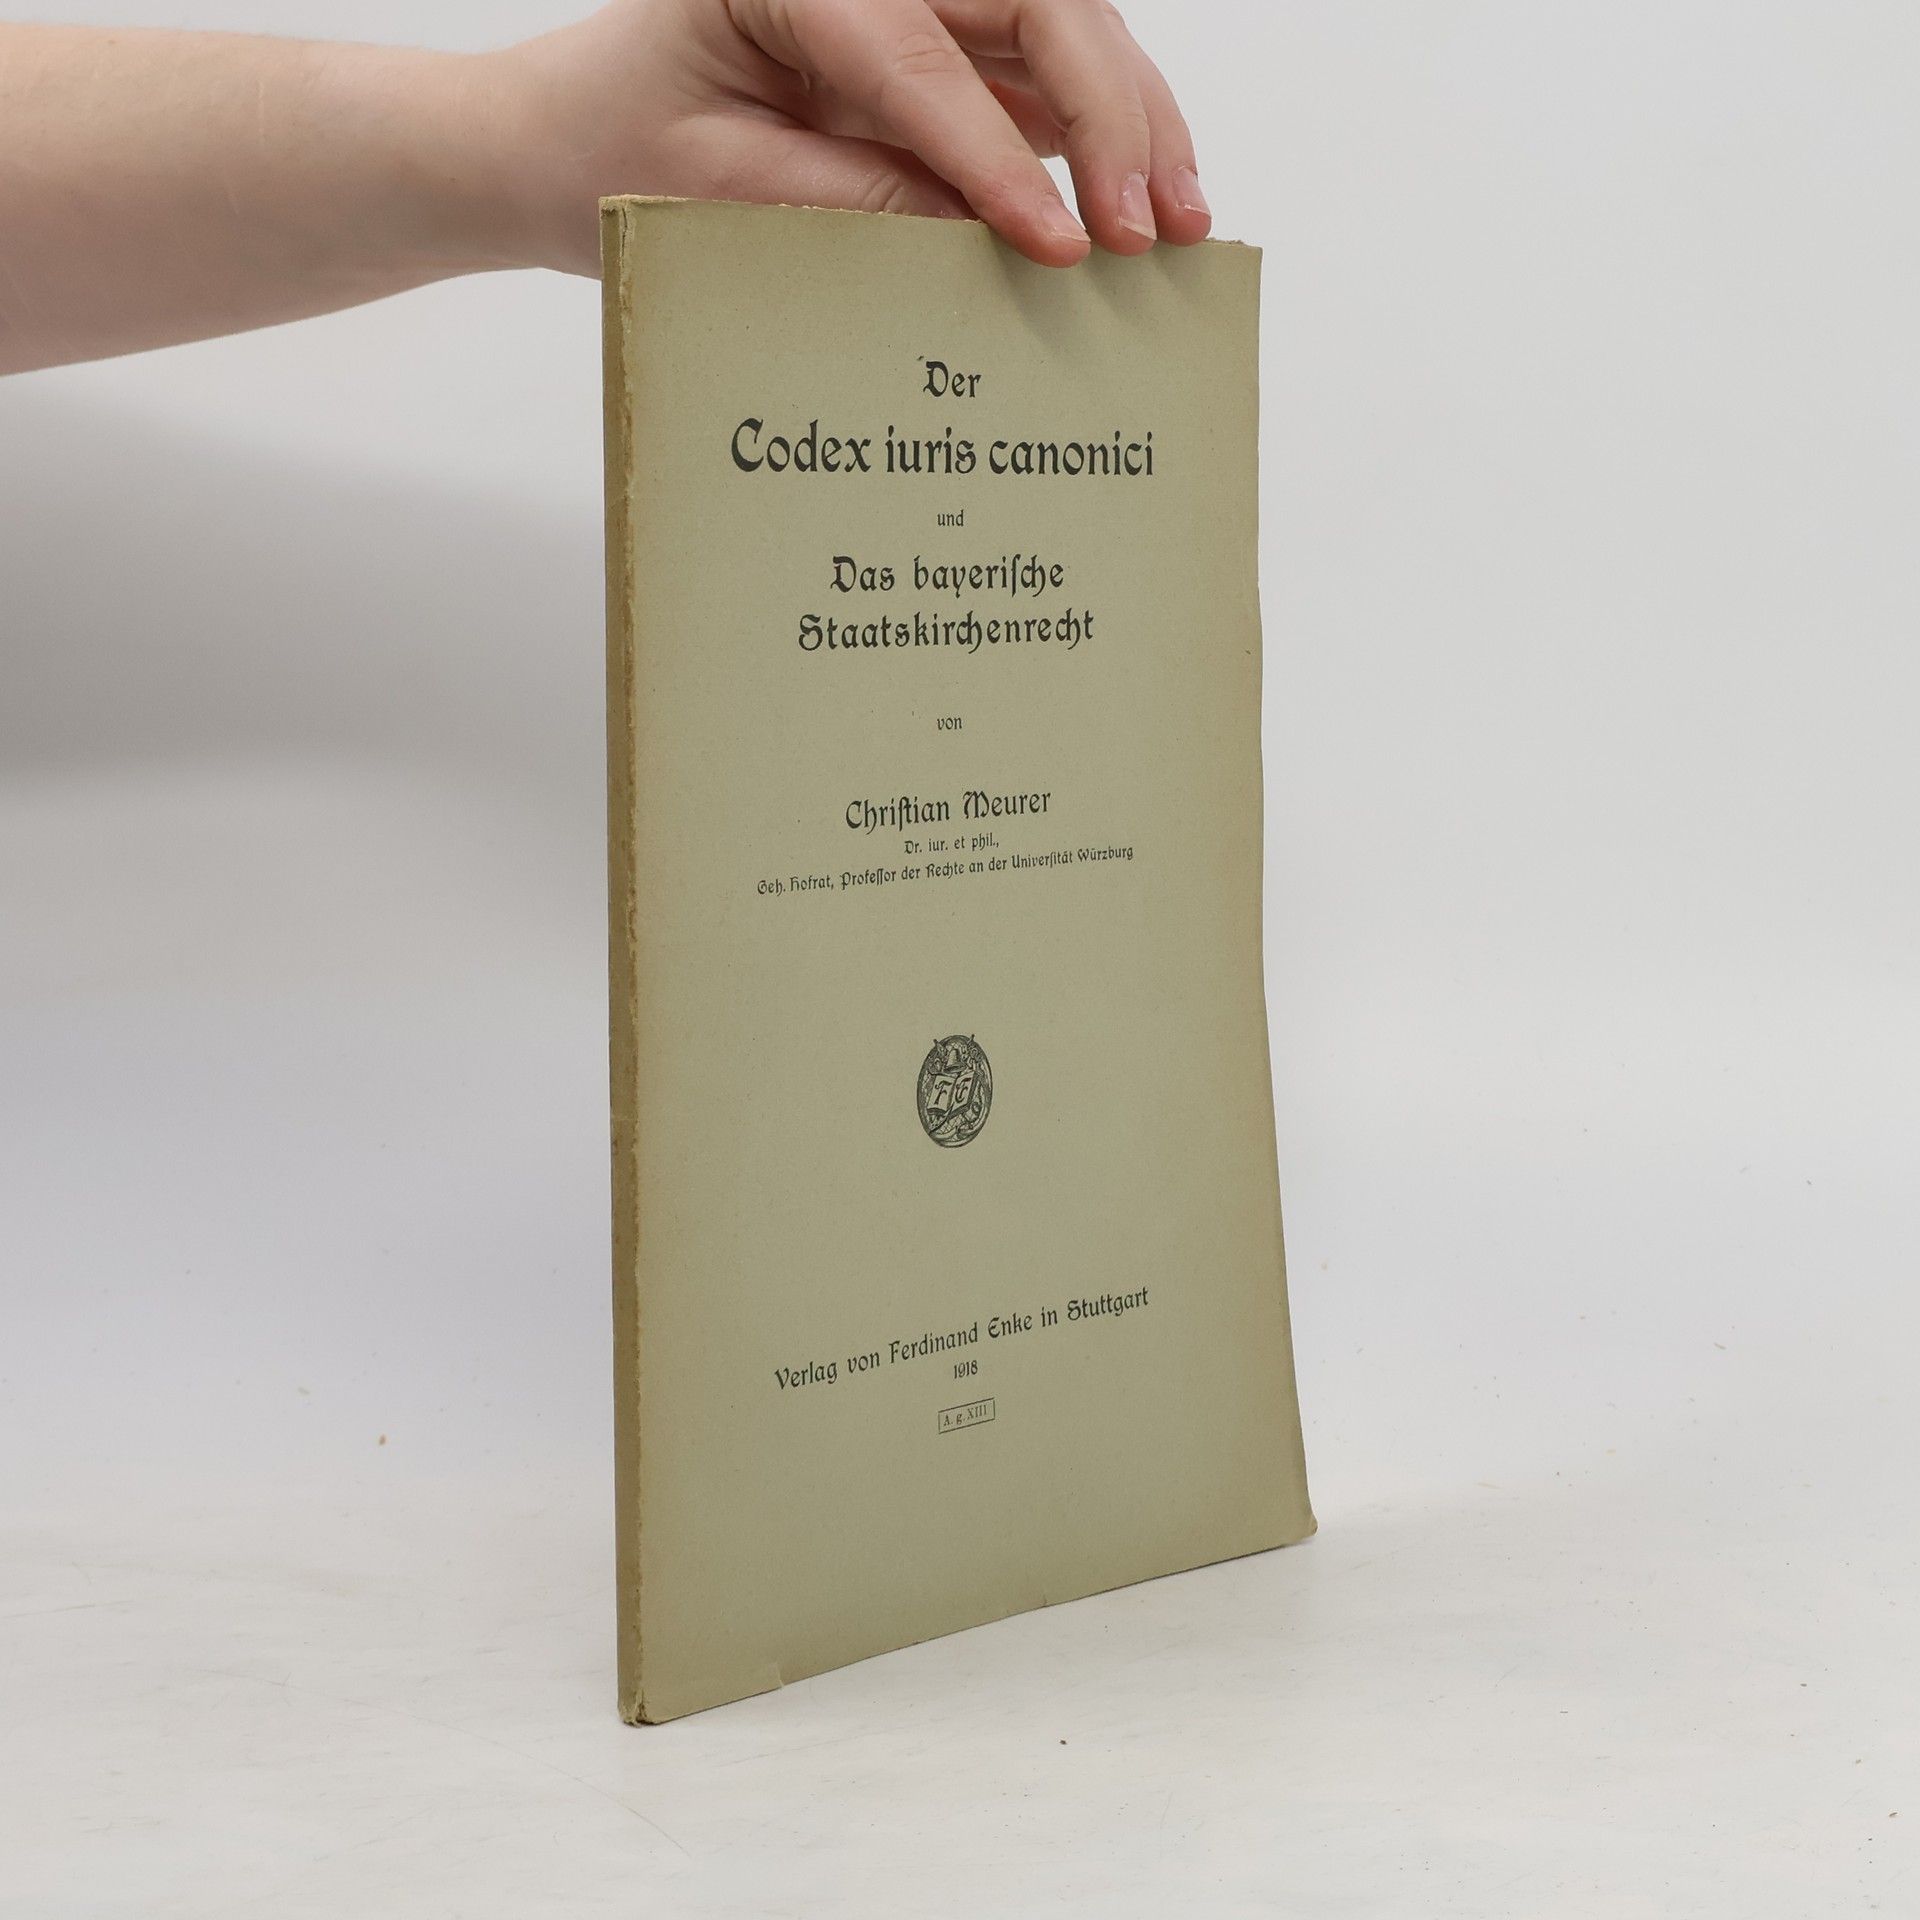 Der
Codex iuris canonici
und
Das bayeriſche
Staatskirchenrecht
von
Chriſtian Meurer
Dr. iur. et phil.,
Geh. Hofrat, Profeſſor der Rechte an der Univerſität Würzburg
F E
Verlag von Ferdinand Enke in Stuttgart
1918
A. g. XIII